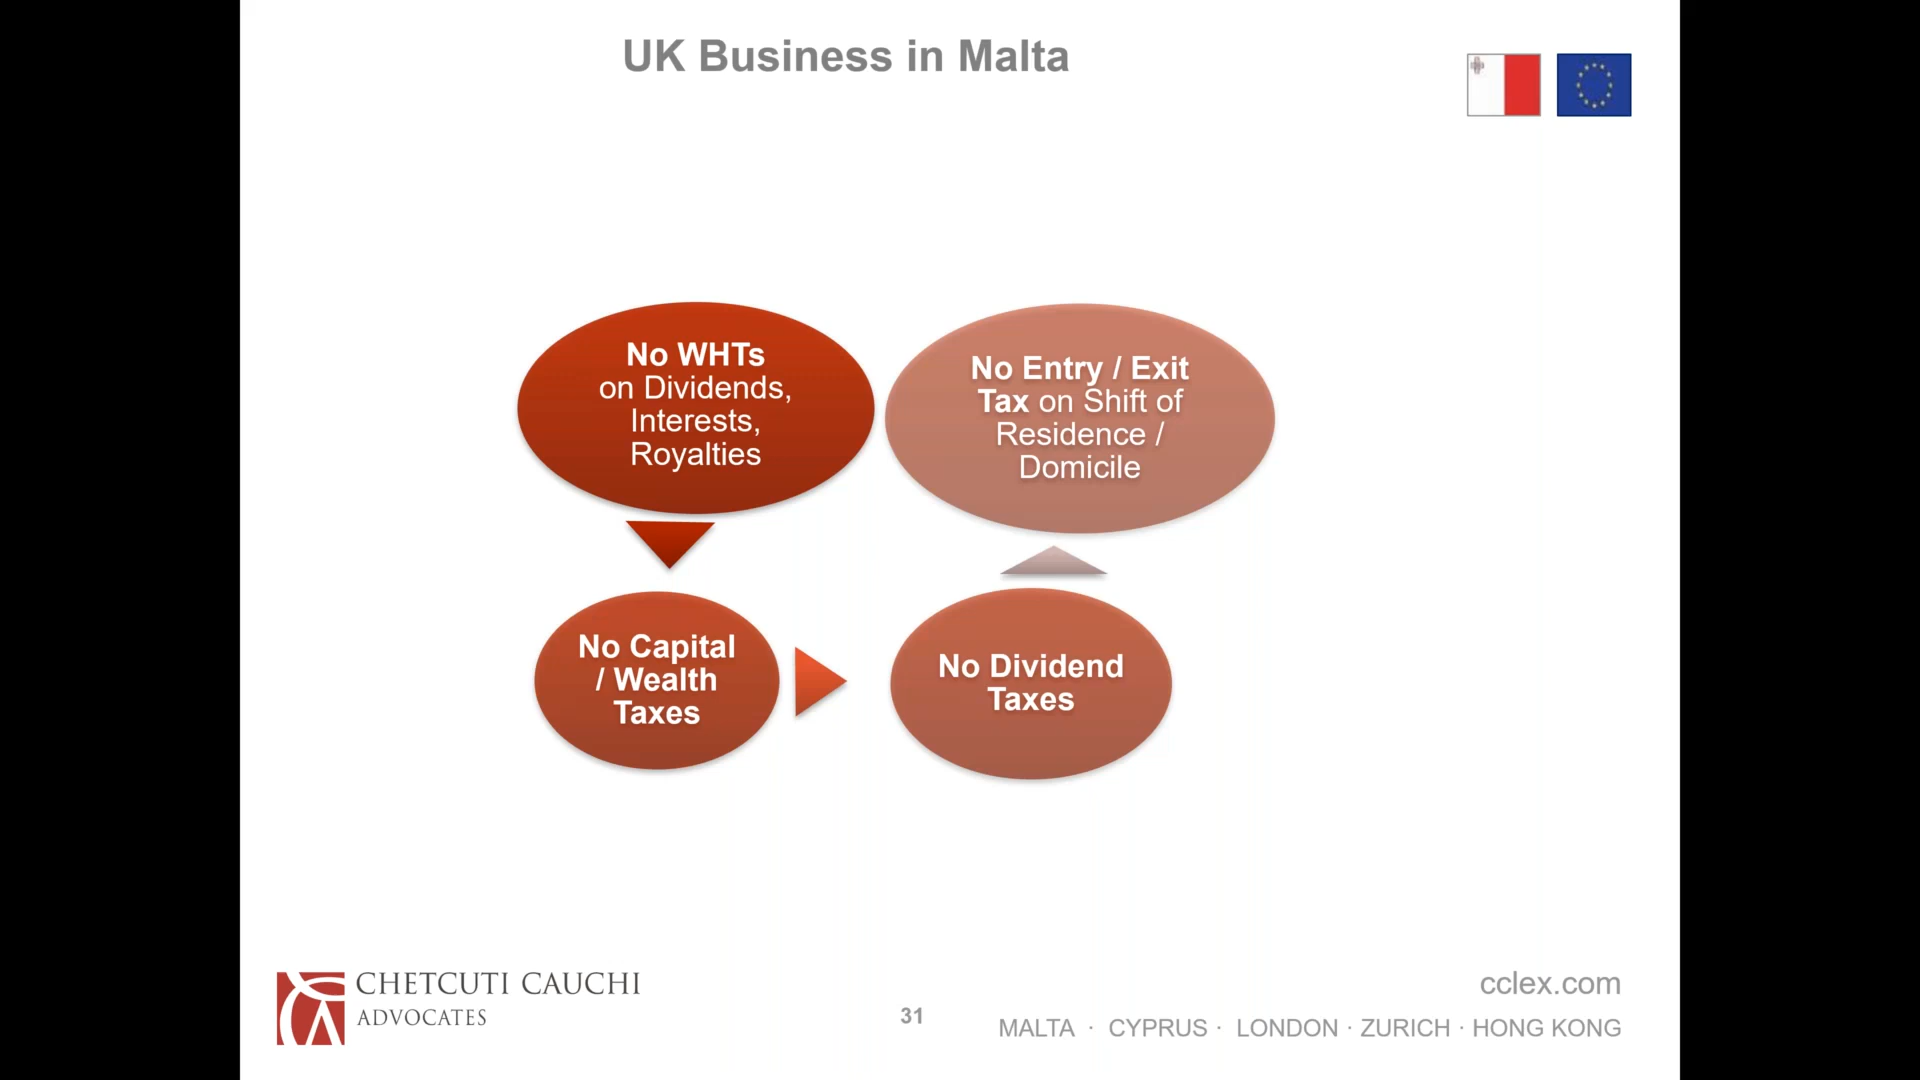 UK Business in Malta
No WHTs
on Dividends,
Interests,
Royalties
No Entry / Exit
Tax on Shift of
Residence /
Domicile
No Capital
/ Wealth
Taxes
No Dividend
Taxes
CHETCUTI CAUCHI
ADVOCATES
31
cclex.com
MALTA · CYPRUS · LONDON · ZURICH · HONG KONG